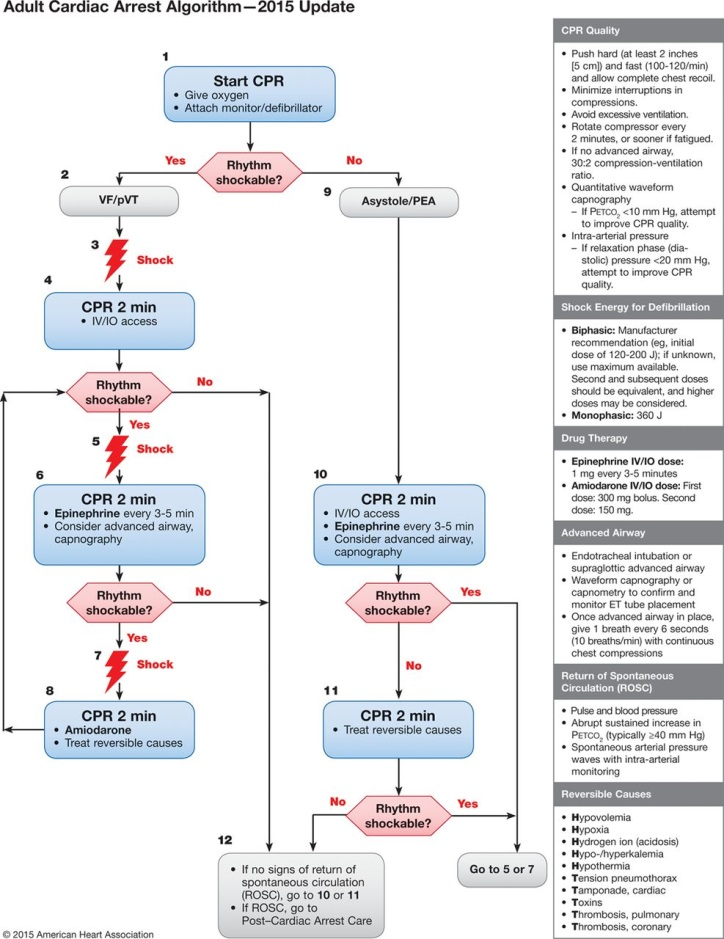 Adult Cardiac Arrest Algorithm—2015 Update
1
Start CPR
• Give oxygen
• Attach monitor/defibrillator
Rhythm
shockable?
Yes
No
2
VF/pVT
3
Shock
4
CPR 2 min
• IV/IO access
Rhythm
shockable?
No
Yes
5
Shock
6
CPR 2 min
• Epinephrine every 3-5 min
• Consider advanced airway,
capnography
Rhythm
shockable?
No
Yes
7
Shock
8
CPR 2 min
• Amiodarone
• Treat reversible causes
9
Asystole/PEA
10
CPR 2 min
• IV/IO access
• Epinephrine every 3-5 min
• Consider advanced airway,
capnography
Rhythm
shockable?
Yes
No
11
CPR 2 min
• Treat reversible causes
Rhythm
shockable?
No
Yes
12
• If no signs of return of
spontaneous circulation
(ROSC), go to 10 or 11
• If ROSC, go to
Post–Cardiac Arrest Care
Go to 5 or 7
CPR Quality
• Push hard (at least 2 inches
[5 cm]) and fast (100-120/min)
and allow complete chest recoil.
• Minimize interruptions in
compressions.
• Avoid excessive ventilation.
• Rotate compressor every
2 minutes, or sooner if fatigued.
• If no advanced airway,
30:2 compression-ventilation
ratio.
• Quantitative waveform
capnography
– If PETCO₂ <10 mm Hg, attempt
to improve CPR quality.
• Intra-arterial pressure
– If relaxation phase (dia-
stolic) pressure <20 mm Hg,
attempt to improve CPR
quality.
Shock Energy for Defibrillation
• Biphasic: Manufacturer
recommendation (eg, initial
dose of 120-200 J); if unknown,
use maximum available.
Second and subsequent doses
should be equivalent, and higher
doses may be considered.
• Monophasic: 360 J
Drug Therapy
• Epinephrine IV/IO dose:
1 mg every 3-5 minutes
• Amiodarone IV/IO dose: First
dose: 300 mg bolus. Second
dose: 150 mg.
Advanced Airway
• Endotracheal intubation or
supraglottic advanced airway
• Waveform capnography or
capnometry to confirm and
monitor ET tube placement
• Once advanced airway in place,
give 1 breath every 6 seconds
(10 breaths/min) with continuous
chest compressions
Return of Spontaneous
Circulation (ROSC)
• Pulse and blood pressure
• Abrupt sustained increase in
PETCO₂ (typically ≥40 mm Hg)
• Spontaneous arterial pressure
waves with intra-arterial
monitoring
Reversible Causes
• Hypovolemia
• Hypoxia
• Hydrogen ion (acidosis)
• Hypo-/hyperkalemia
• Hypothermia
• Tension pneumothorax
• Tamponade, cardiac
• Toxins
• Thrombosis, pulmonary
• Thrombosis, coronary
© 2015 American Heart Association